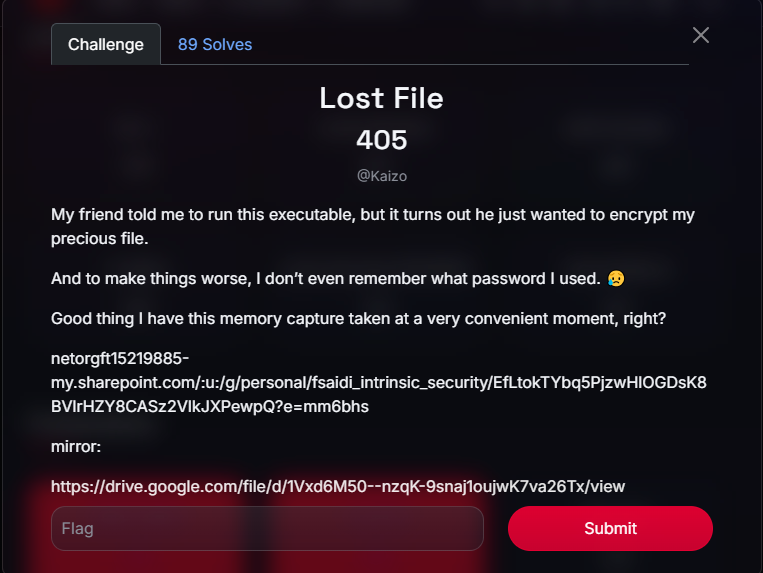 Challenge
89 Solves
Lost File
405
@Kaizo
My friend told me to run this executable, but it turns out he just wanted to encrypt my
precious file.
And to make things worse, I don’t even remember what password I used. 😥
Good thing I have this memory capture taken at a very convenient moment, right?
netorgft15219885-
my.sharepoint.com/:u:/g/personal/fsaidi_intrinsic_security/EfLtokTYbq5PjzwHIOGDsK8
BVIrHZY8CASz2VlkJXPewpQ?e=mm6bhs
mirror:
https://drive.google.com/file/d/1Vxd6M50--nzqK-9snaj1oujwK7va26Tx/view
Flag
Submit